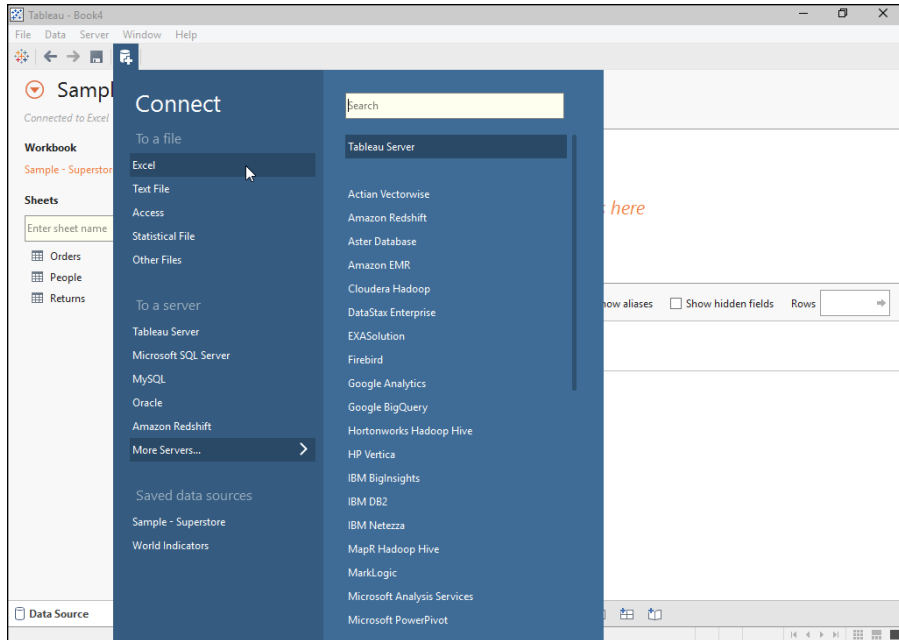 Tableau - Book4
File Data Server Window Help
Sampl
Connected to Excel
Workbook
Sample - Superstor
Sheets
Enter sheet name
Orders
People
Returns
Connect
To a file
Excel
Text File
Access
Statistical File
Other Files
To a server
Tableau Server
Microsoft SQL Server
MySQL
Oracle
Amazon Redshift
More Servers...
Saved data sources
Sample - Superstore
World Indicators
Search
Tableau Server
Actian Vectorwise
Amazon Redshift
Aster Database
Amazon EMR
Cloudera Hadoop
DataStax Enterprise
EXASolution
Firebird
Google Analytics
Google BigQuery
Hortonworks Hadoop Hive
HP Vertica
IBM BigInsights
IBM DB2
IBM Netezza
MapR Hadoop Hive
MarkLogic
Microsoft Analysis Services
Microsoft PowerPivot
here
ow aliases Show hidden fields Rows
Data Source